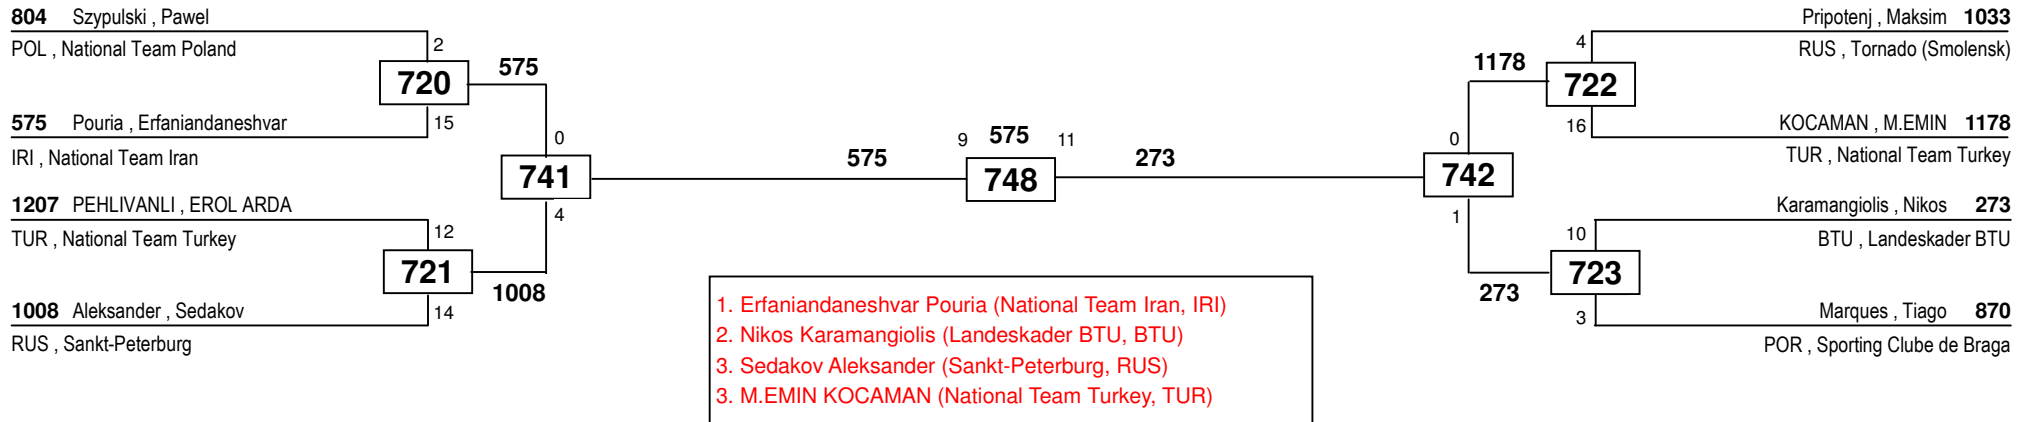 804 Szypulski , Pawel
POL , National Team Poland
2
720
575
15
575 Pouria , Erfaniandaneshvar
IRI , National Team Iran
0
741
4
1207 PEHLIVANLI , EROL ARDA
TUR , National Team Turkey
12
721
1008
14
1008 Aleksander , Sedakov
RUS , Sankt-Peterburg
575
9 575 11
748
273
Pripotenj , Maksim 1033
RUS , Tornado (Smolensk)
4
1178
722
16
KOCAMAN , M.EMIN 1178
TUR , National Team Turkey
0
742
1
Karamangiolis , Nikos 273
BTU , Landeskader BTU
10
723
273
3
Marques , Tiago 870
POR , Sporting Clube de Braga
1. Erfaniandaneshvar Pouria (National Team Iran, IRI)
2. Nikos Karamangiolis (Landeskader BTU, BTU)
3. Sedakov Aleksander (Sankt-Peterburg, RUS)
3. M.EMIN KOCAMAN (National Team Turkey, TUR)